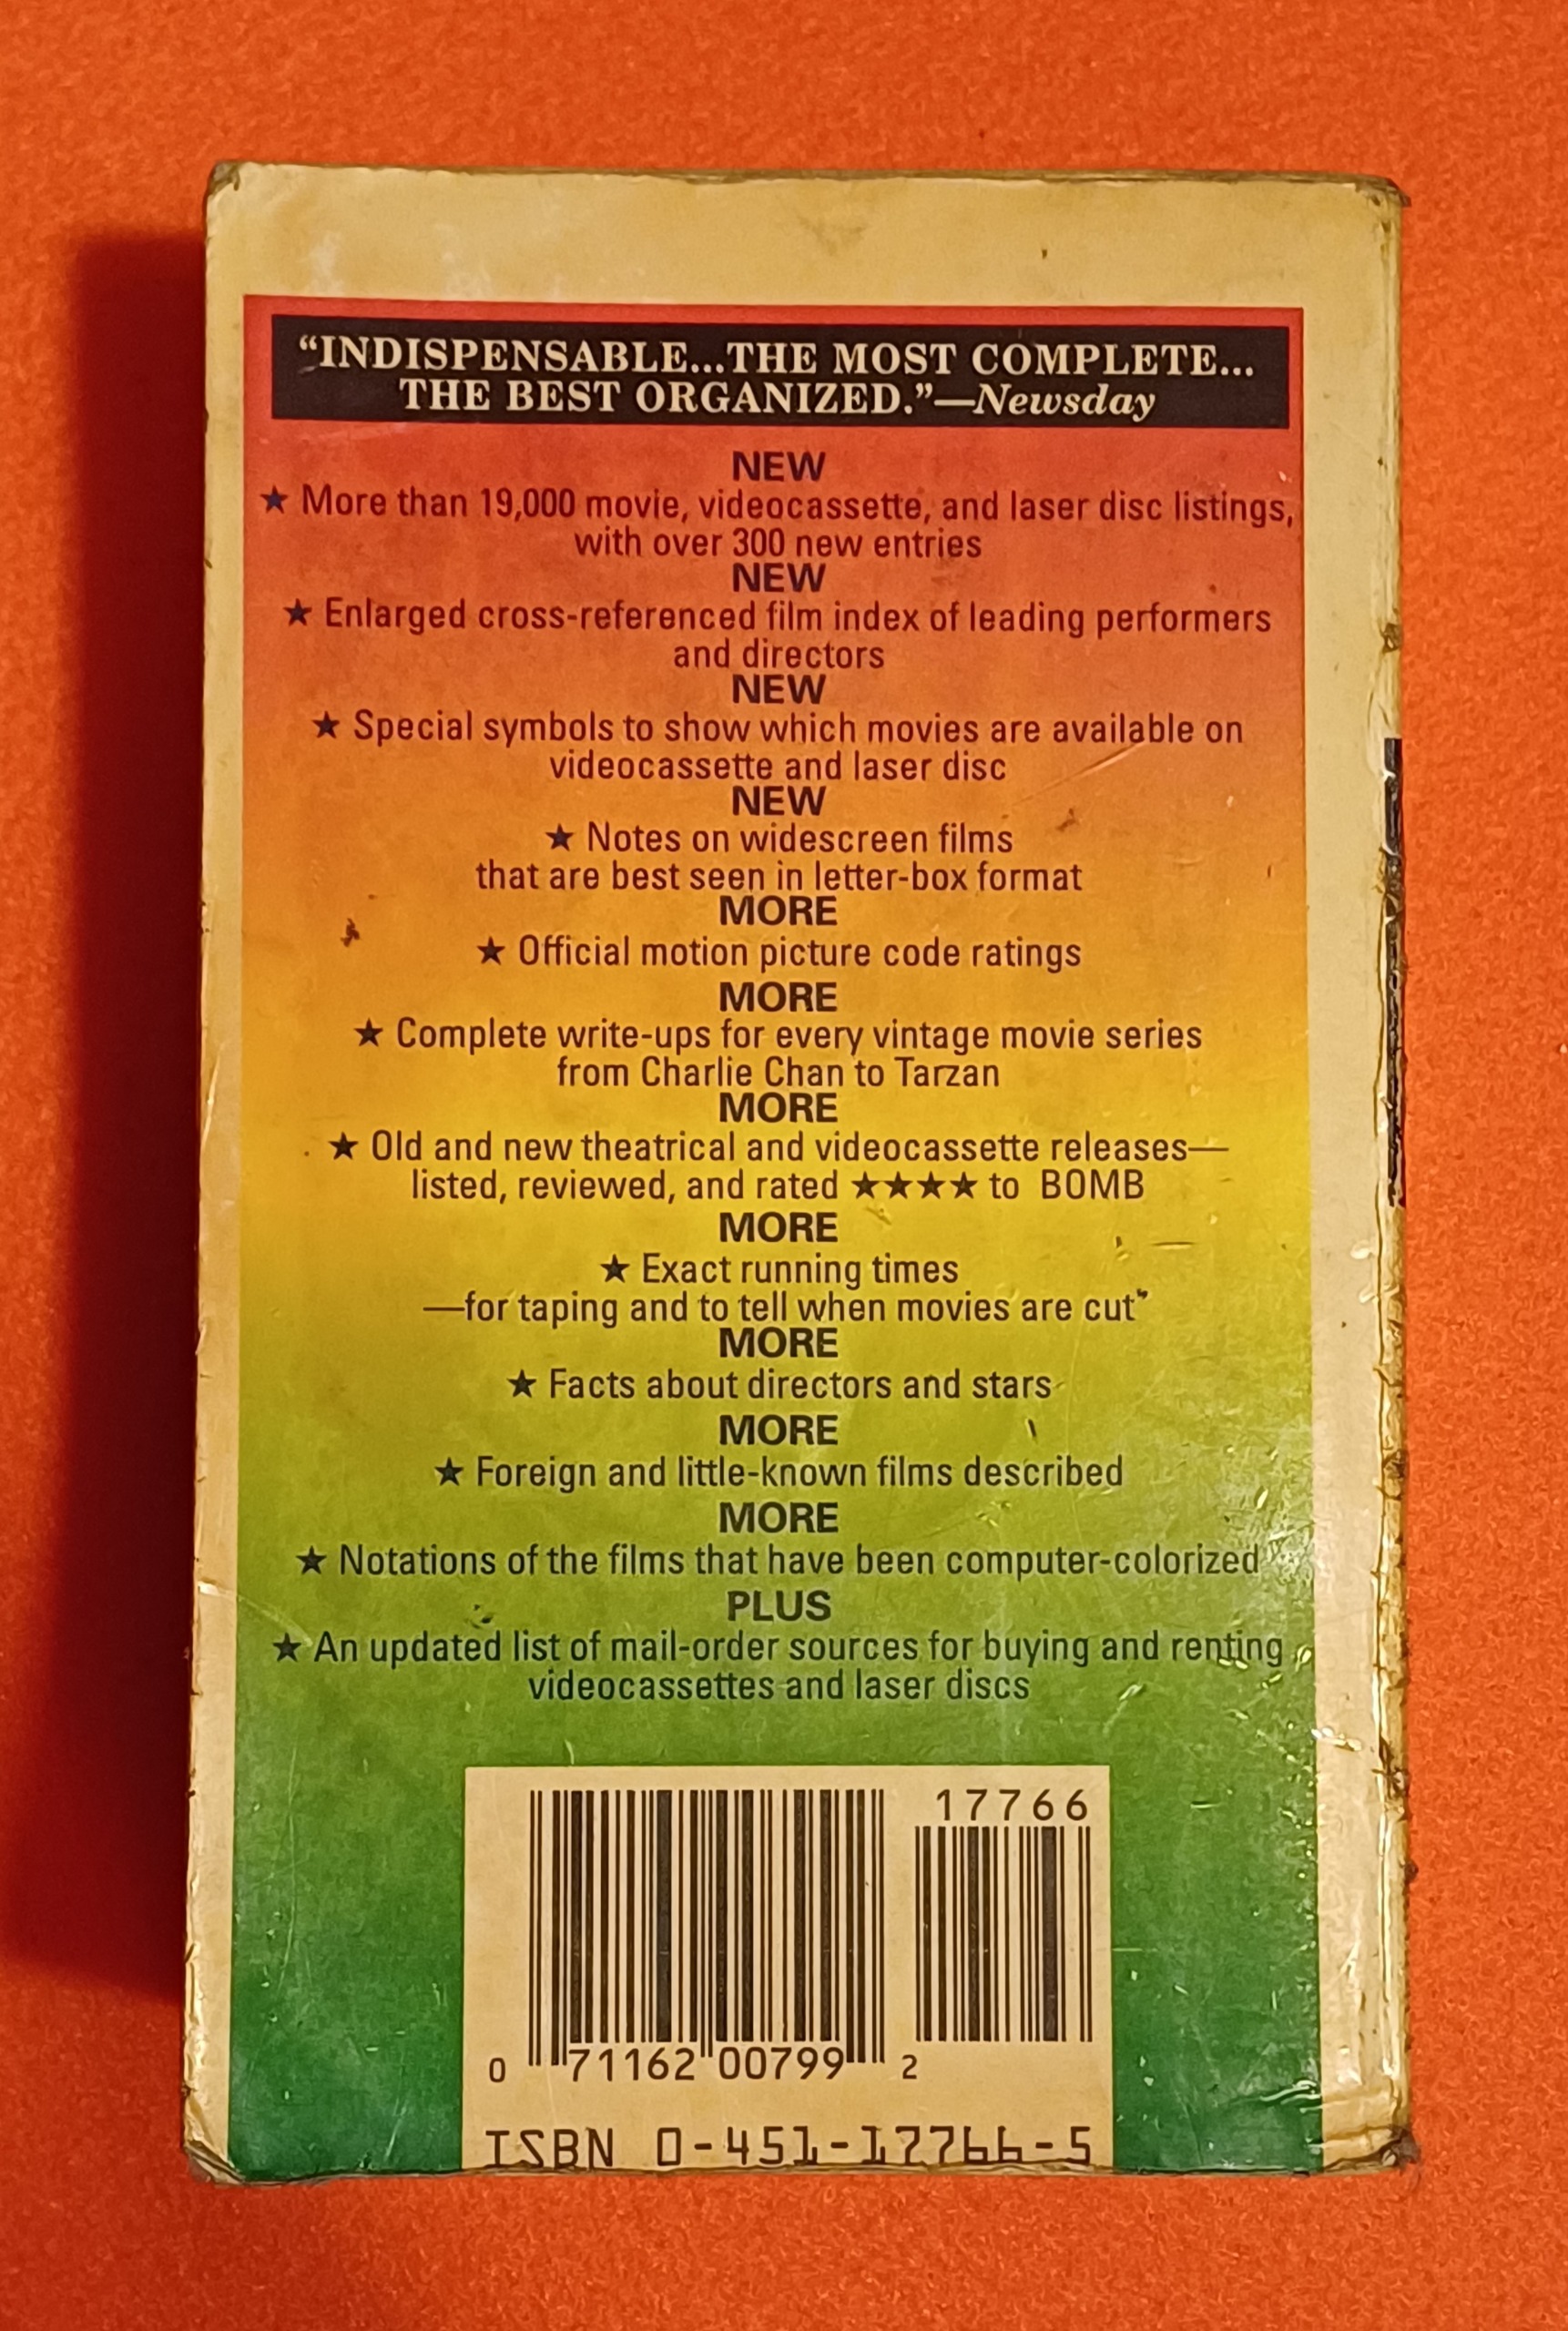 “INDISPENSABLE...THE MOST COMPLETE...
THE BEST ORGANIZED.”—Newsday
NEW
★ More than 19,000 movie, videocassette, and laser disc listings,
with over 300 new entries
NEW
★ Enlarged cross-referenced film index of leading performers
and directors
NEW
★ Special symbols to show which movies are available on
videocassette and laser disc
NEW
★ Notes on widescreen films
that are best seen in letter-box format
MORE
★ Official motion picture code ratings
MORE
★ Complete write-ups for every vintage movie series
from Charlie Chan to Tarzan
MORE
★ Old and new theatrical and videocassette releases—
listed, reviewed, and rated ★★★★ to BOMB
MORE
★ Exact running times
—for taping and to tell when movies are cut
MORE
★ Facts about directors and stars
MORE
★ Foreign and little-known films described
MORE
★ Notations of the films that have been computer-colorized
PLUS
★ An updated list of mail-order sources for buying and renting
videocassettes and laser discs
17766
0 71162 00799 2
ISBN 0-451-17766-5